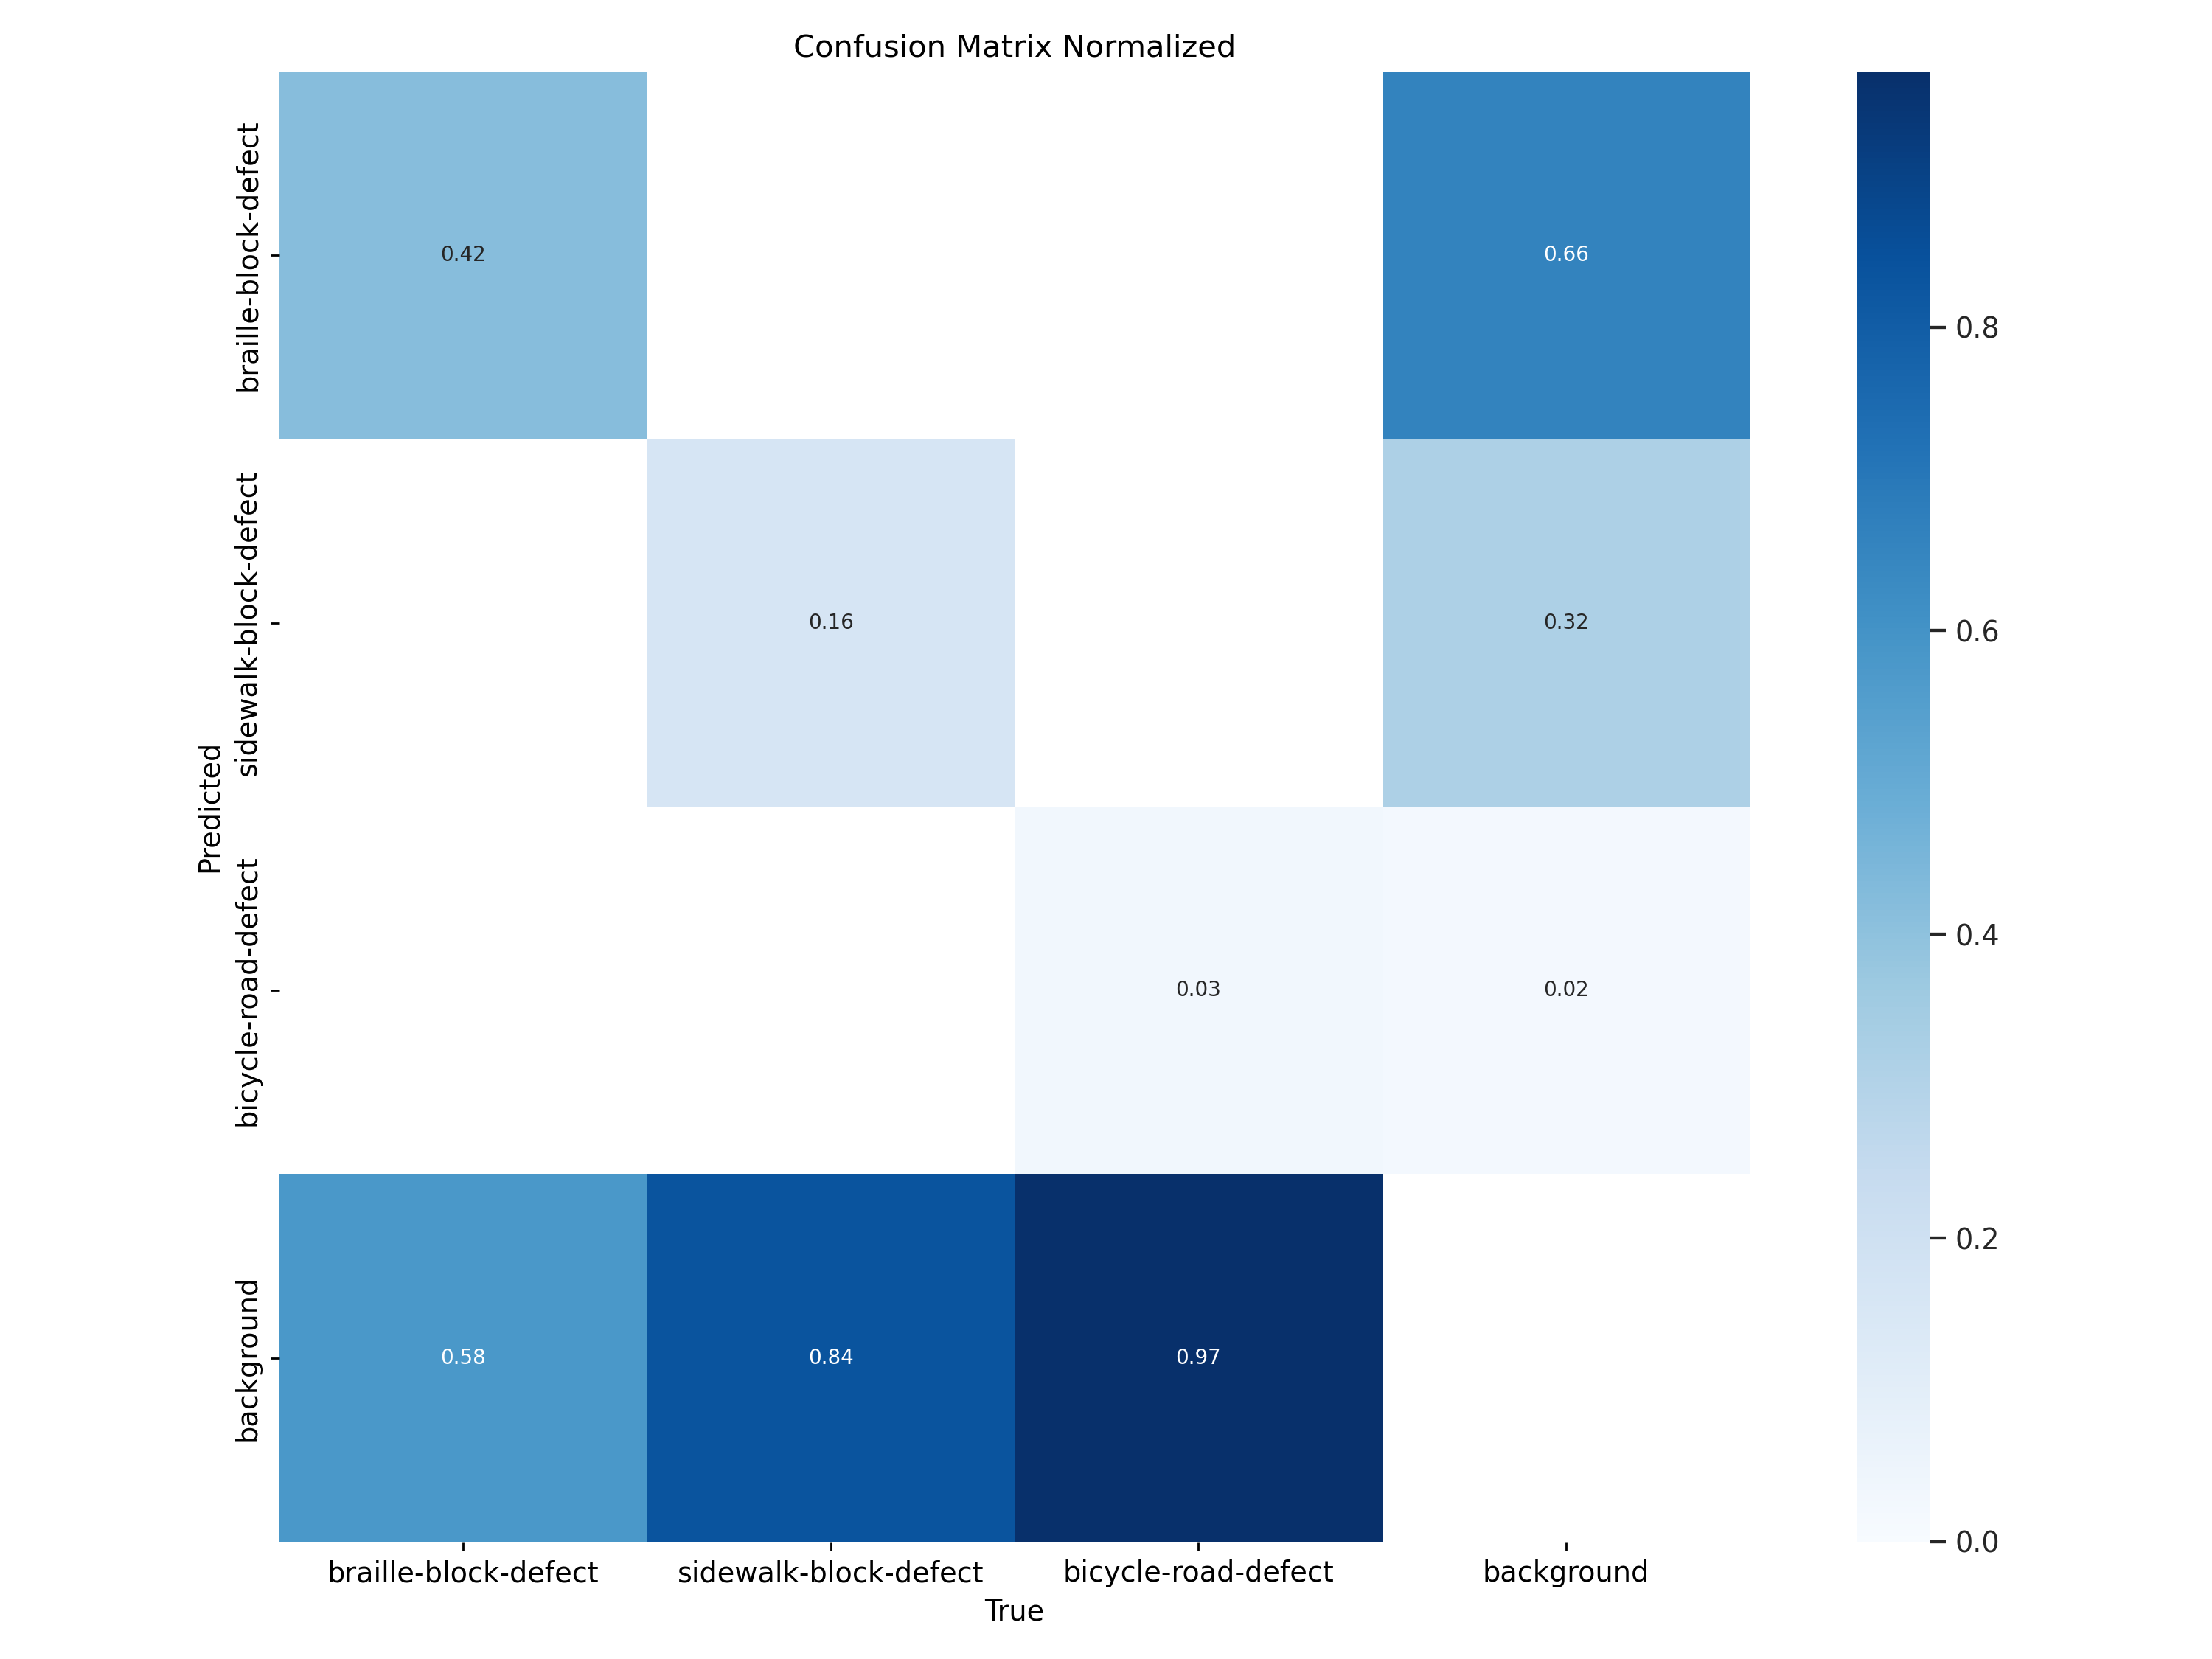 Confusion Matrix Normalized
braille-block-defect
0.42
0.66
sidewalk-block-defect
0.16
0.32
bicycle-road-defect
0.03
0.02
background
0.58
0.84
0.97
Predicted
braille-block-defect
sidewalk-block-defect
bicycle-road-defect
background
True
0.8
0.6
0.4
0.2
0.0